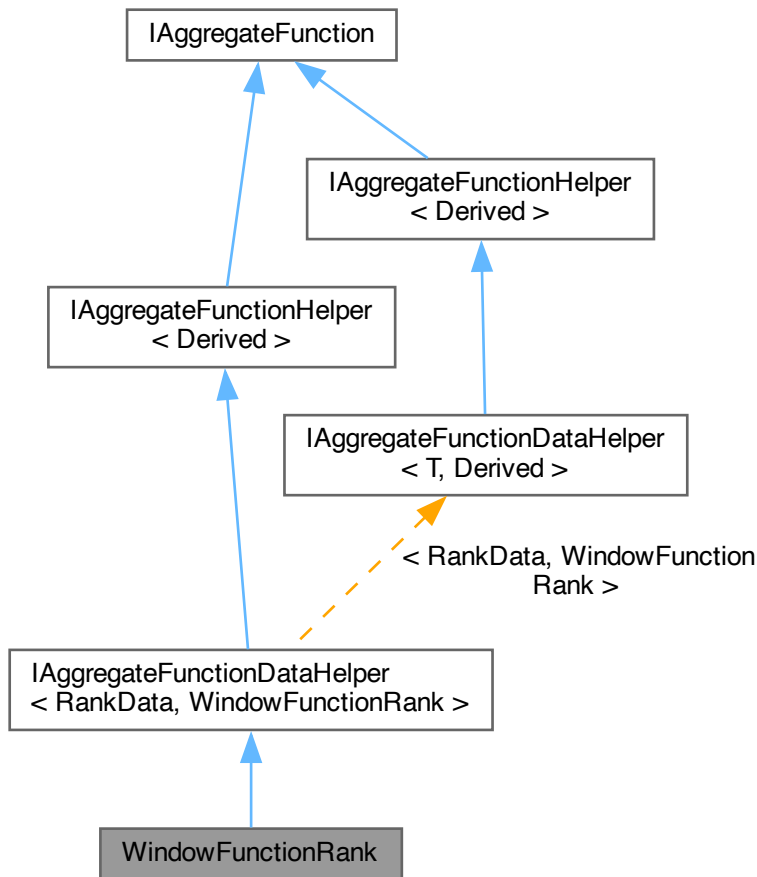 IAggregateFunction
IAggregateFunctionHelper
< Derived >
IAggregateFunctionHelper
< Derived >
IAggregateFunctionDataHelper
< T, Derived >
< RankData, WindowFunction
Rank >
IAggregateFunctionDataHelper
< RankData, WindowFunctionRank >
WindowFunctionRank